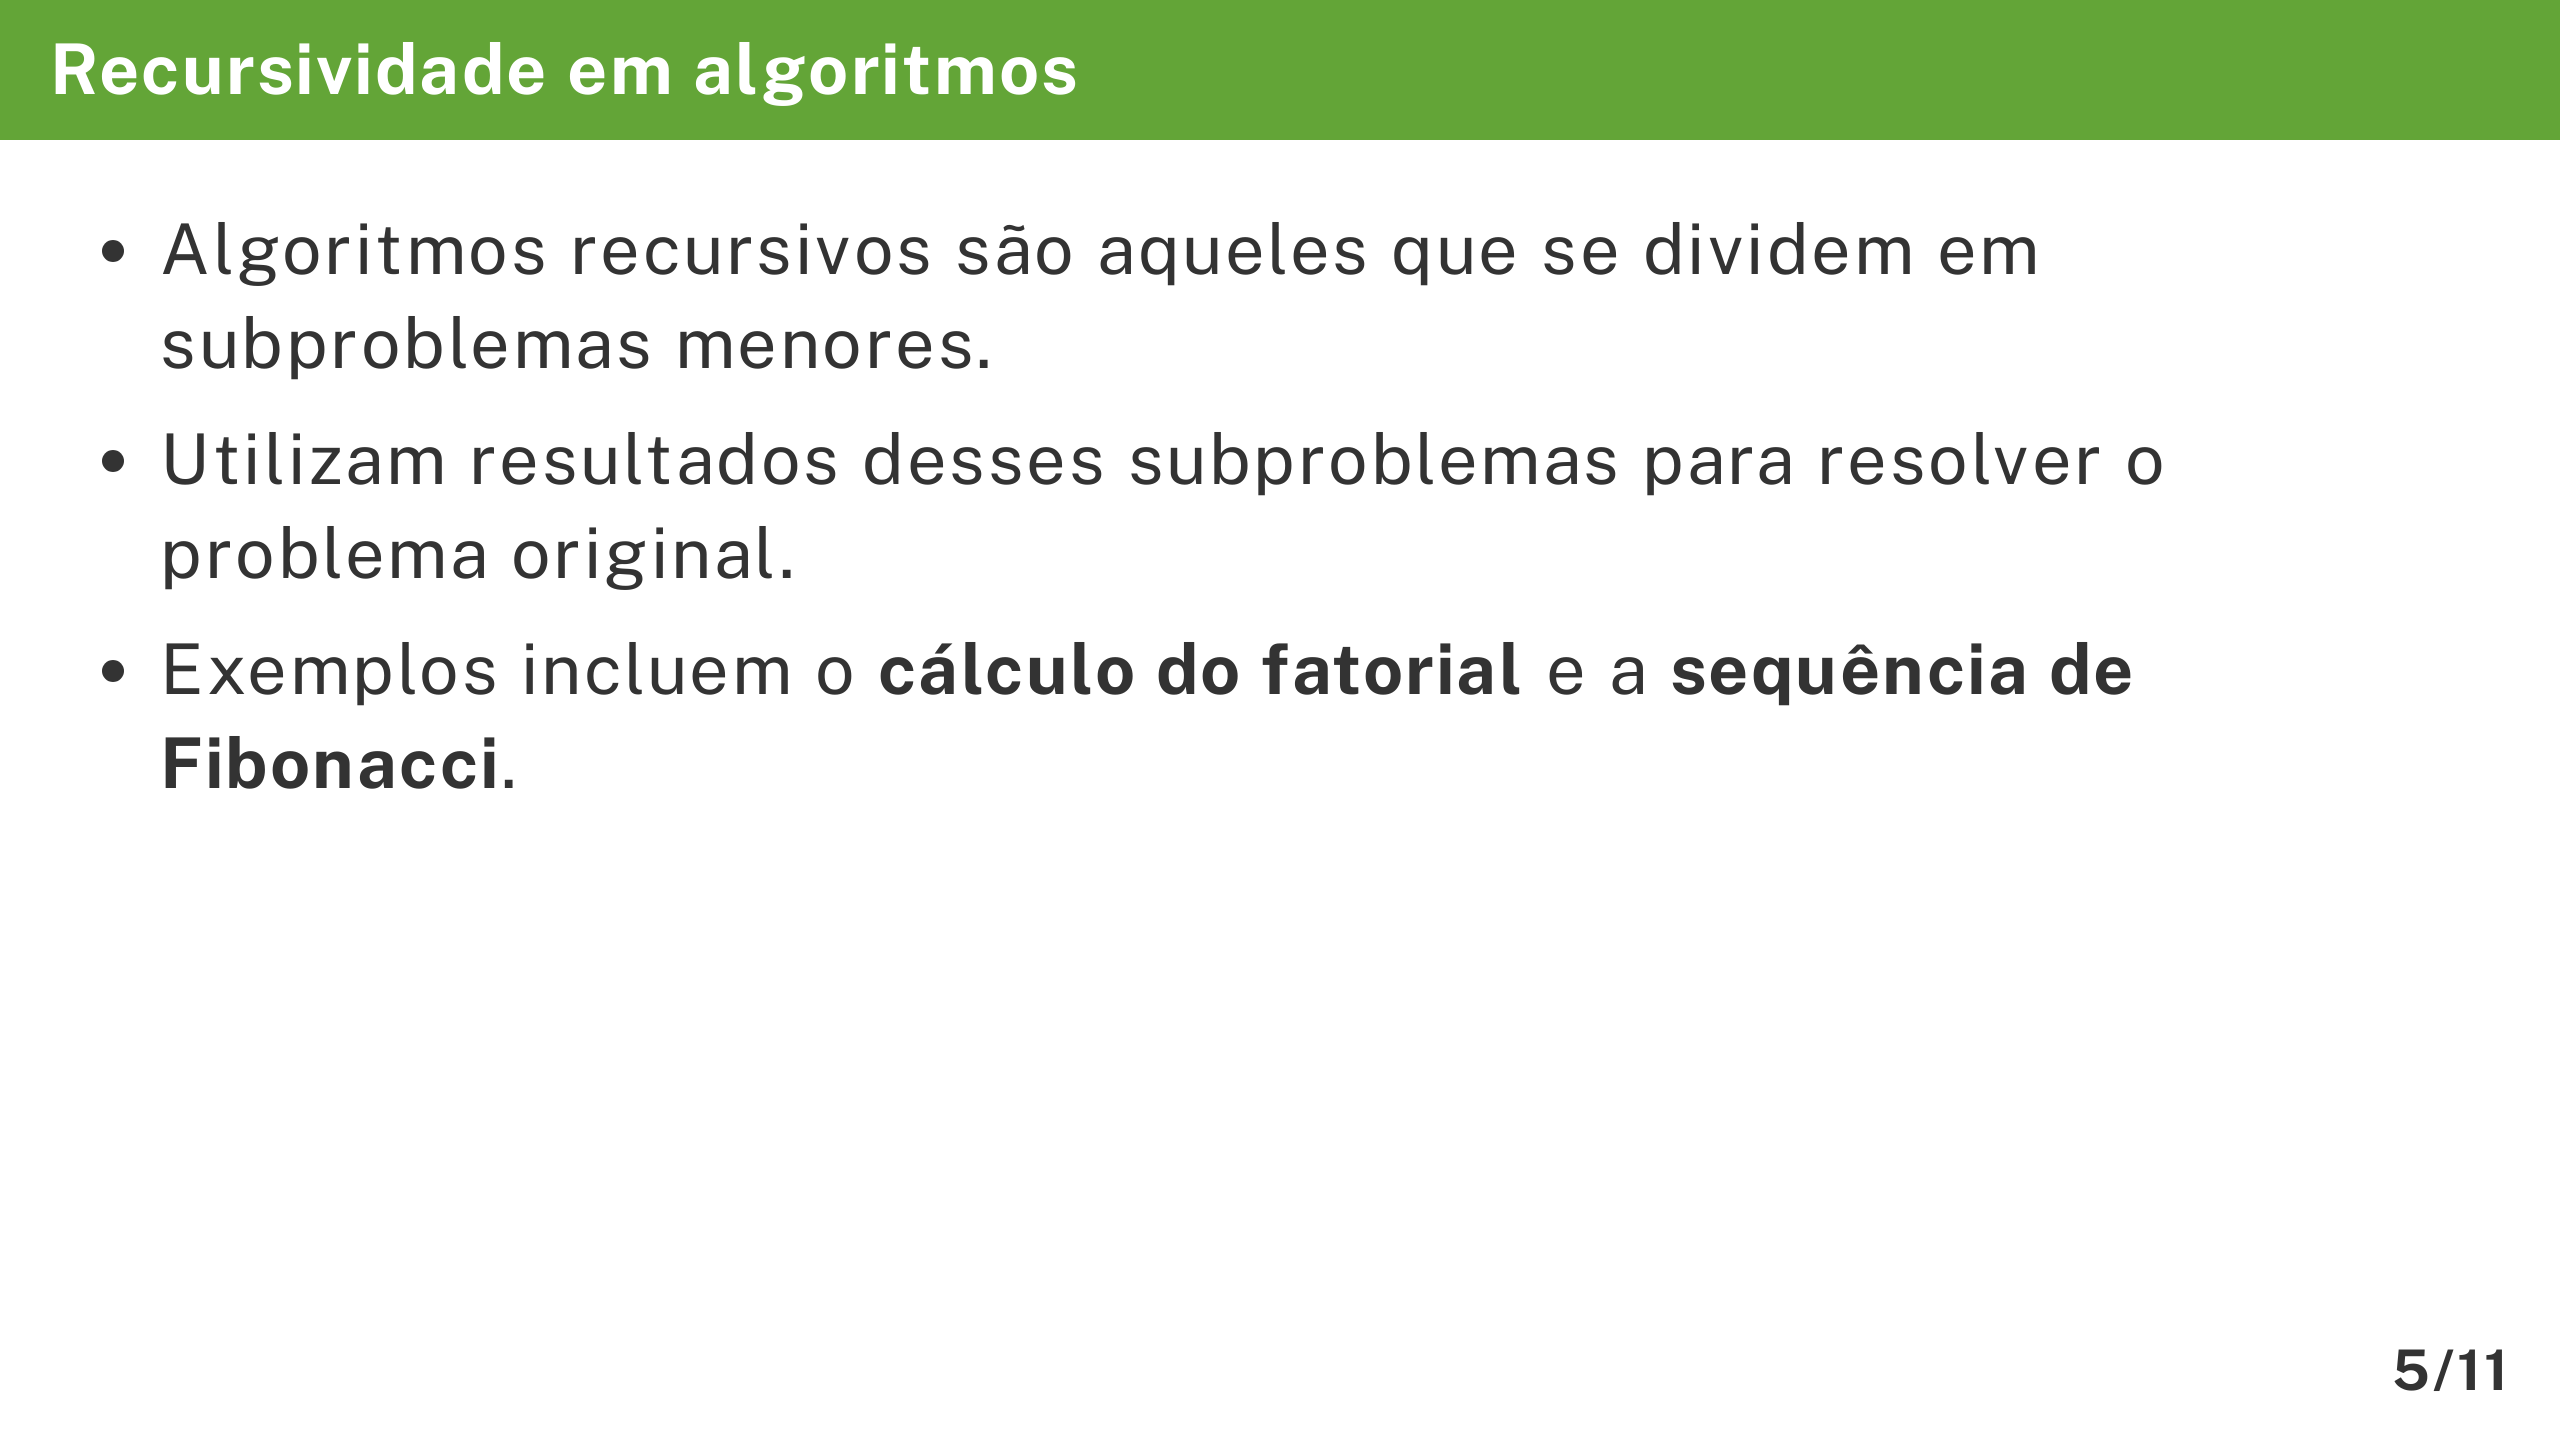 Recursividade em algoritmos
• Algoritmos recursivos são aqueles que se dividem em
subproblemas menores.
• Utilizam resultados desses subproblemas para resolver o
problema original.
• Exemplos incluem o cálculo do fatorial e a sequência de
Fibonacci.
5/11